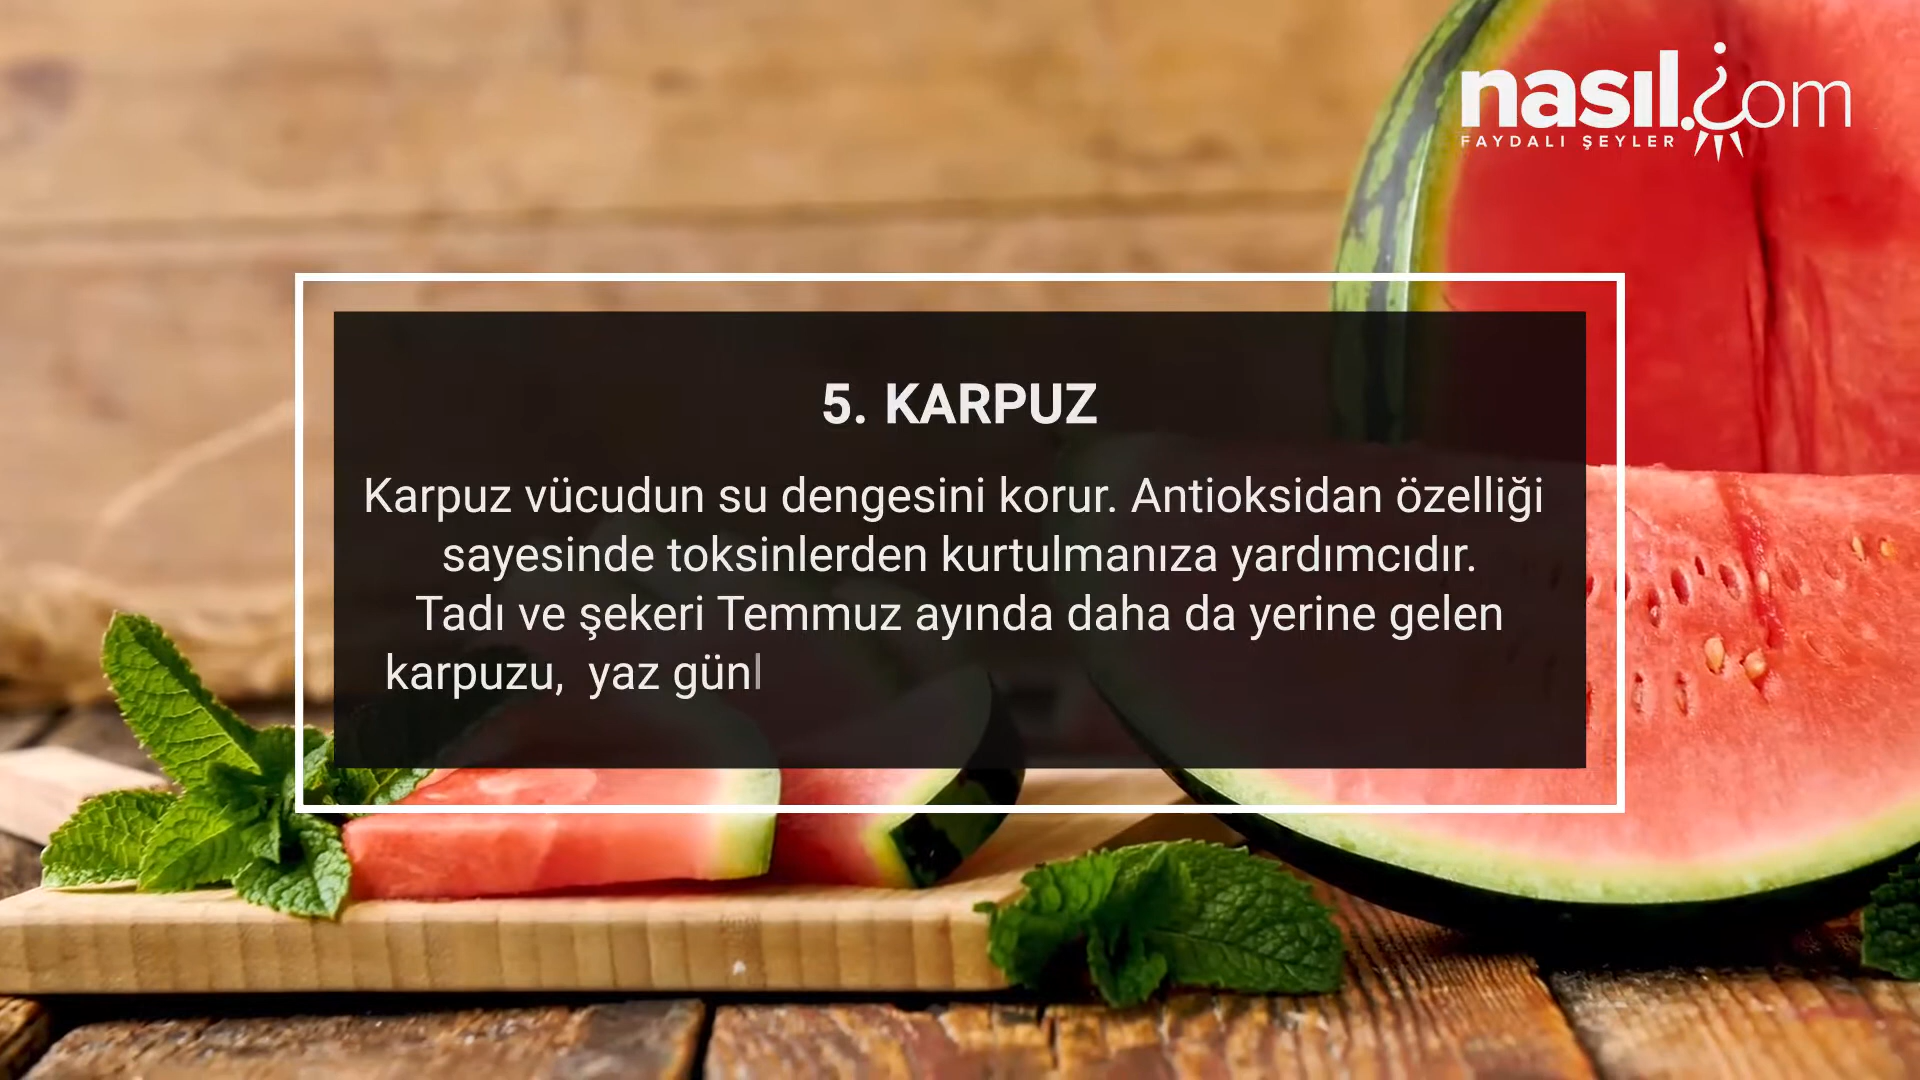 nasıl.com
FAYDALI ŞEYLER
5. KARPUZ
Karpuz vücudun su dengesini korur. Antioksidan özelliği
sayesinde toksinlerden kurtulmanıza yardımcıdır.
Tadı ve şekeri Temmuz ayında daha da yerine gelen
karpuzu,  yaz günl